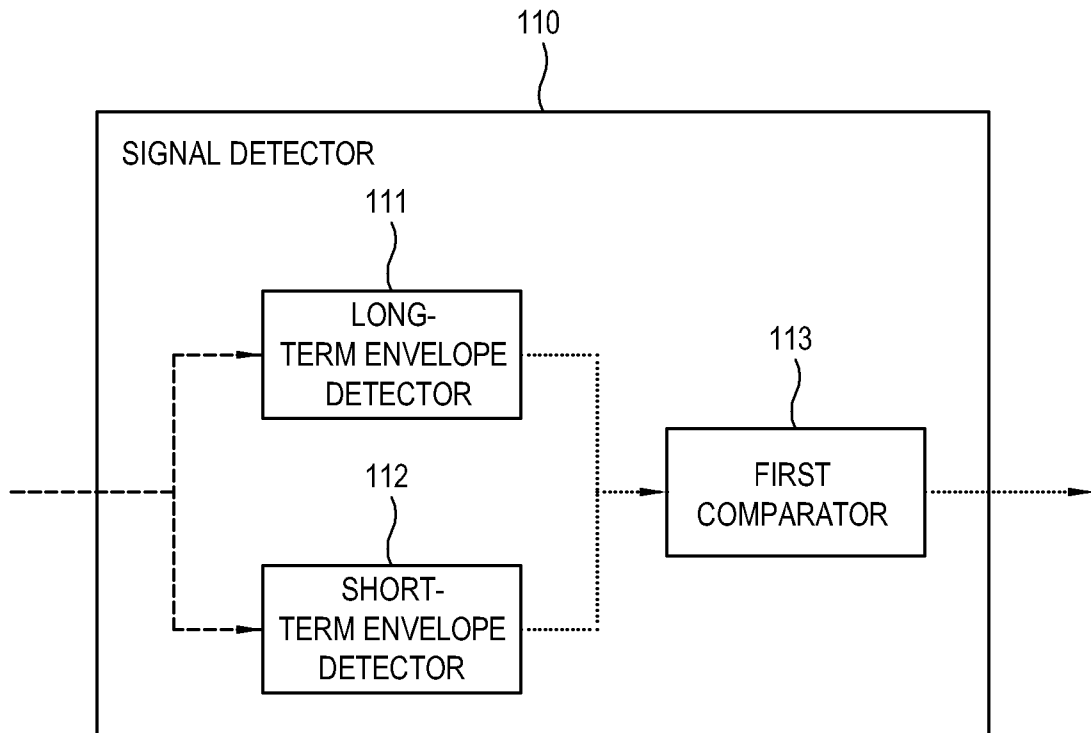 110
SIGNAL DETECTOR
111
LONG-
TERM ENVELOPE
DETECTOR
113
FIRST
COMPARATOR
112
SHORT-
TERM ENVELOPE
DETECTOR